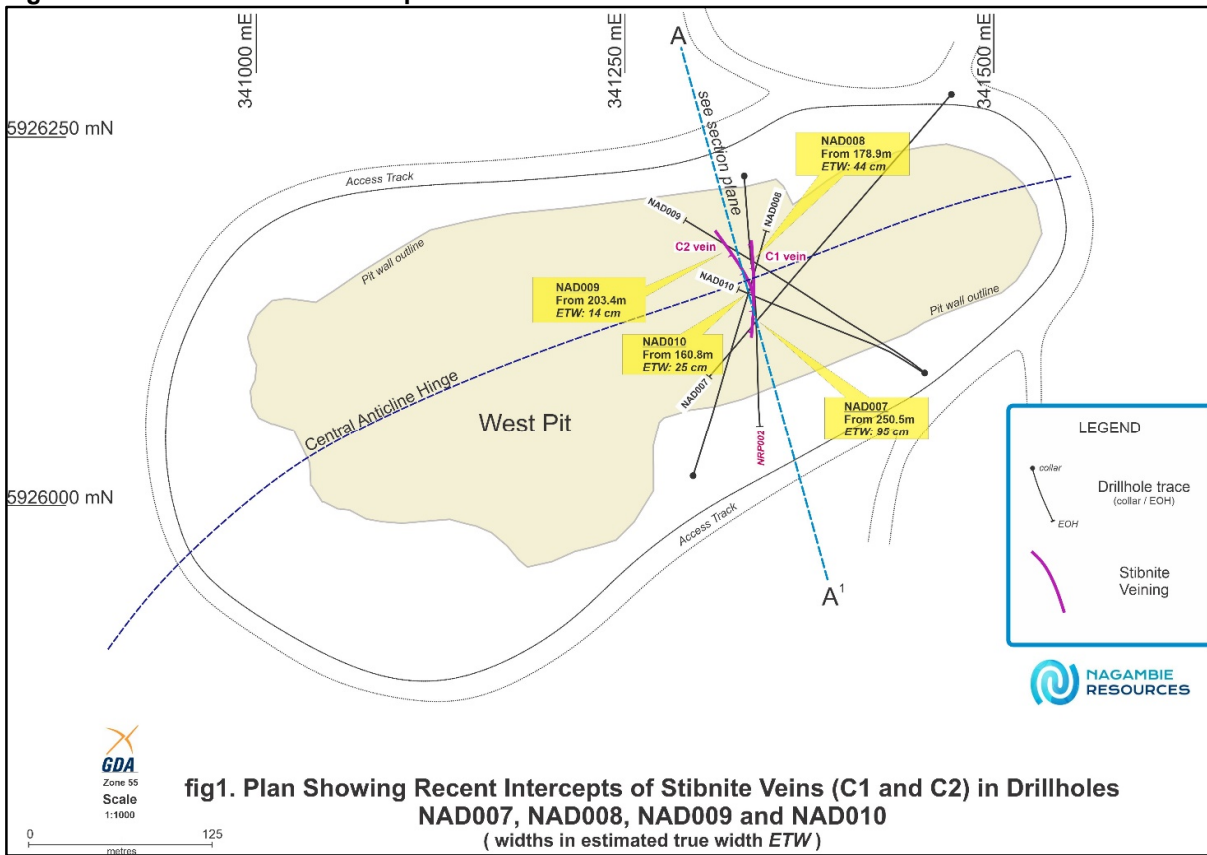 341000 mE
341250 mE
341500 mE
A
see section plane
5926250 mN
NAD008
From 178.9m
ETW: 44 cm
Access Track
NAD009
NAD008
C2 vein
C1 vein
Pit wall outline
NAD010
Pit wall outline
NAD009
From 203.4m
ETW: 14 cm
NAD010
From 160.8m
ETW: 25 cm
NAD007
NAD007
From 250.5m
ETW: 95 cm
Central Anticline Hinge
West Pit
5926000 mN
Access Track
A1
LEGEND
collar
Drillhole trace
(collar / EOH)
EOH
Stibnite
Veining
NAGAMBIE
RESOURCES
GDA
Zone 55
Scale
1:1000
0 125
metres
fig1. Plan Showing Recent Intercepts of Stibnite Veins (C1 and C2) in Drillholes
NAD007, NAD008, NAD009 and NAD010
( widths in estimated true width ETW )